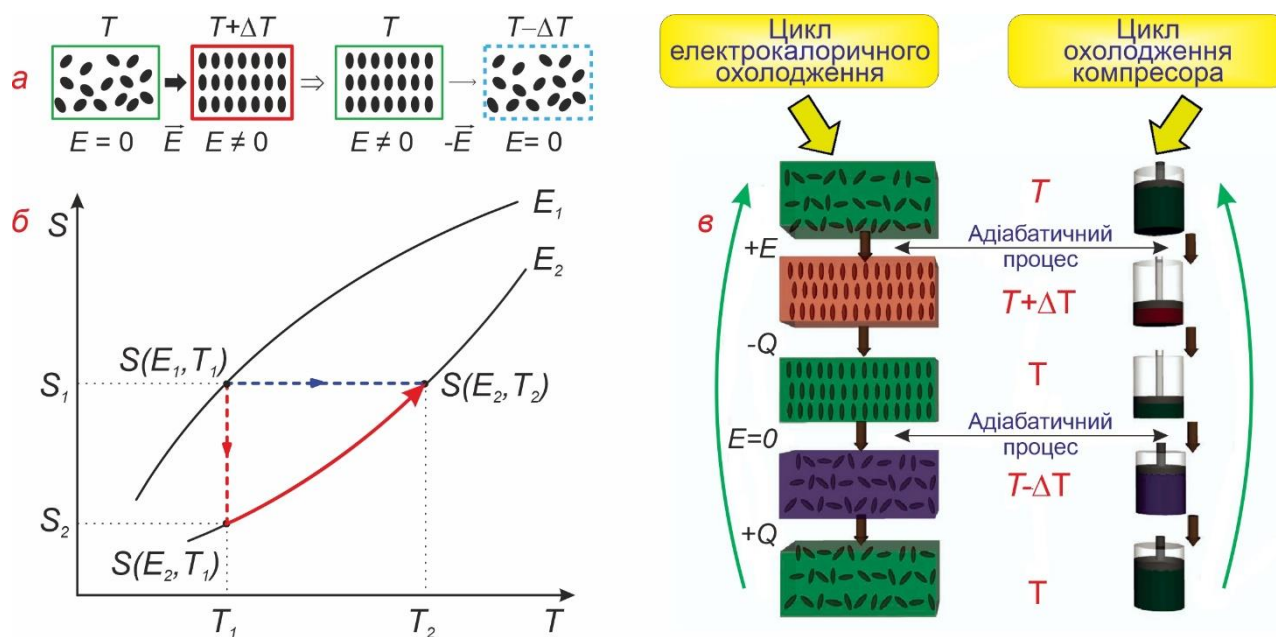 а
T T+ΔT T T−ΔT
E = 0 E⃗ E ≠ 0 E ≠ 0 -E⃗ E= 0
б
S
E₁
E₂
S(E₁,T₁)
S₁
S(E₂,T₂)
S₂
S(E₂,T₁)
T₁ T₂ T
Цикл
електрокалоричного
охолодження
Цикл
охолодження
компресора
в
T
+E
Адіабатичний
процес
T+ΔT
-Q
T
E=0
Адіабатичний
процес
T-ΔT
+Q
T